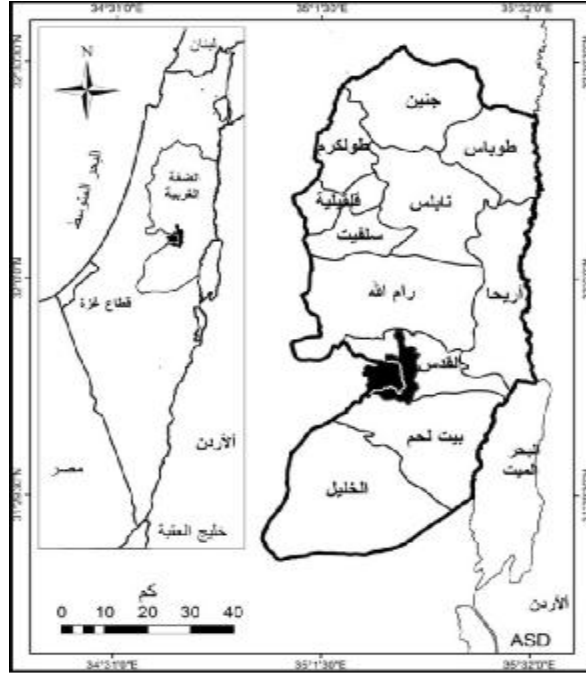 34°31'0"E
35°1'30"E
35°32'0"E
N
لبنان
البحر المتوسط
الضفة
الغربية
قطاع غزة
الأردن
مصر
خليج العقبة
جنين
طولكرم
طوباس
قلقيلية
نابلس
سلفيت
رام الله
أريحا
القدس
بيت لحم
الخليل
البحر
الميت
الأردن
كم
0 10 20 30 40
ASD
34°31'0"E
35°1'30"E
35°32'0"E